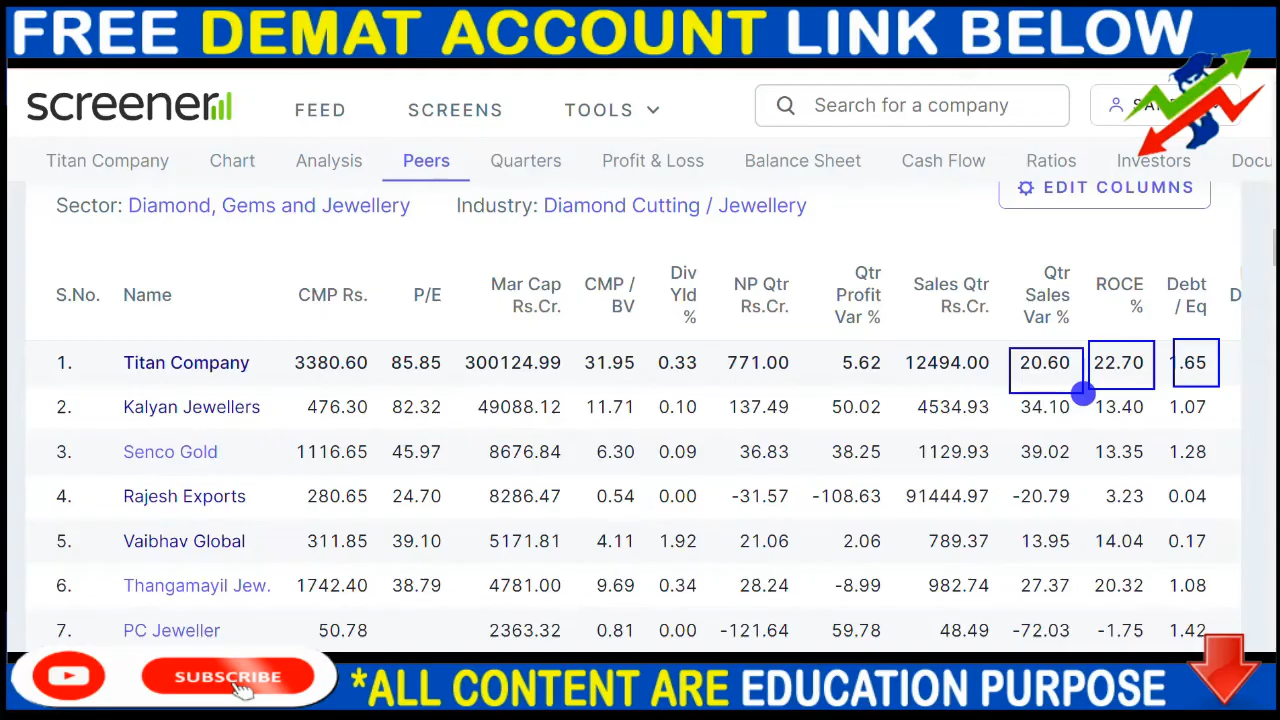 FREE DEMAT ACCOUNT LINK BELOW
screener
FEED SCREENS TOOLS Search for a company
Titan Company Chart Analysis Peers Quarters Profit & Loss Balance Sheet Cash Flow Ratios Investors Docu
Sector: Diamond, Gems and Jewellery Industry: Diamond Cutting / Jewellery EDIT COLUMNS
S.No. Name CMP Rs. P/E Mar Cap Rs.Cr. CMP / BV Div Yld % NP Qtr Rs.Cr. Qtr Profit Var % Sales Qtr Rs.Cr. Qtr Sales Var % ROCE % Debt / Eq D
1. Titan Company 3380.60 85.85 300124.99 31.95 0.33 771.00 5.62 12494.00 20.60 22.70 .65
2. Kalyan Jewellers 476.30 82.32 49088.12 11.71 0.10 137.49 50.02 4534.93 34.10 13.40 1.07
3. Senco Gold 1116.65 45.97 8676.84 6.30 0.09 36.83 38.25 1129.93 39.02 13.35 1.28
4. Rajesh Exports 280.65 24.70 8286.47 0.54 0.00 -31.57 -108.63 91444.97 -20.79 3.23 0.04
5. Vaibhav Global 311.85 39.10 5171.81 4.11 1.92 21.06 2.06 789.37 13.95 14.04 0.17
6. Thangamayil Jew. 1742.40 38.79 4781.00 9.69 0.34 28.24 -8.99 982.74 27.37 20.32 1.08
7. PC Jeweller 50.78 2363.32 0.81 0.00 -121.64 59.78 48.49 -72.03 -1.75 1.42
SUBSCRIBE
*ALL CONTENT ARE EDUCATION PURPOSE